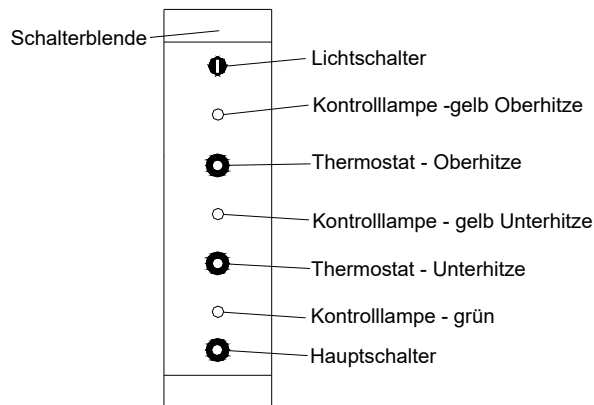 Schalterblende
Lichtschalter
Kontrolllampe -gelb Oberhitze
Thermostat - Oberhitze
Kontrolllampe - gelb Unterhitze
Thermostat - Unterhitze
Kontrolllampe - grün
Hauptschalter